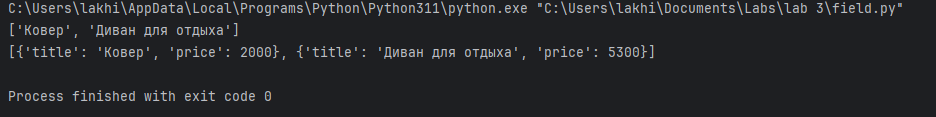 C:\Users\lakhi\AppData\Local\Programs\Python\Python311\python.exe "C:\Users\lakhi\Documents\Labs\lab 3\field.py"
['Ковер', 'Диван для отдыха']
[{'title': 'Ковер', 'price': 2000}, {'title': 'Диван для отдыха', 'price': 5300}]
Process finished with exit code 0